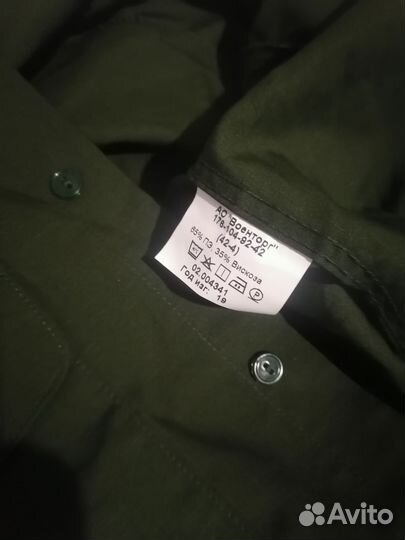 АО "Военторг"
176-104-92-42
(42-4)
65% ПЭ 35% Вискоза
02.004341
Год изг. 19
Avito